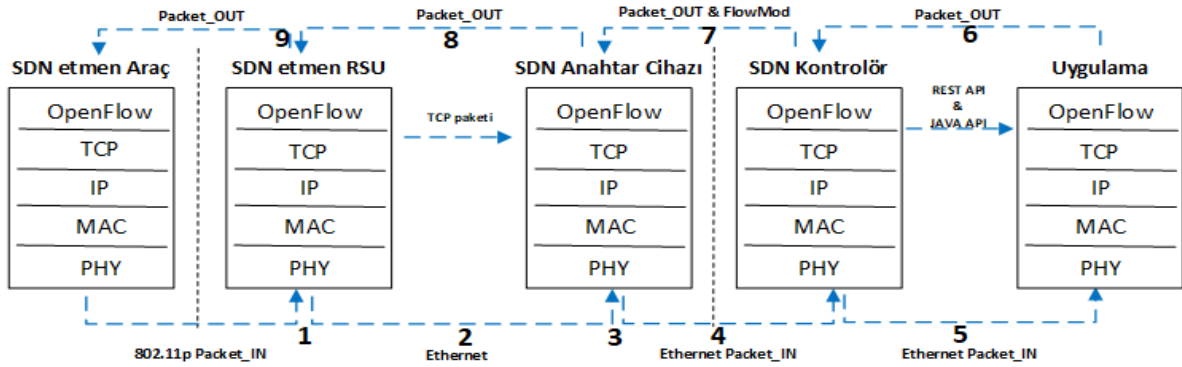 Packet_OUT
Packet_OUT
Packet_OUT & FlowMod
Packet_OUT
9
8
7
6
SDN etmen Araç
SDN etmen RSU
SDN Anahtar Cihazı
SDN Kontrolör
Uygulama
OpenFlow
TCP
IP
MAC
PHY
OpenFlow
TCP
IP
MAC
PHY
TCP paketi
OpenFlow
TCP
IP
MAC
PHY
OpenFlow
TCP
IP
MAC
PHY
REST API
&
JAVA API
OpenFlow
TCP
IP
MAC
PHY
1
2
3
4
5
802.11p Packet_IN
Ethernet
Ethernet Packet_IN
Ethernet Packet_IN